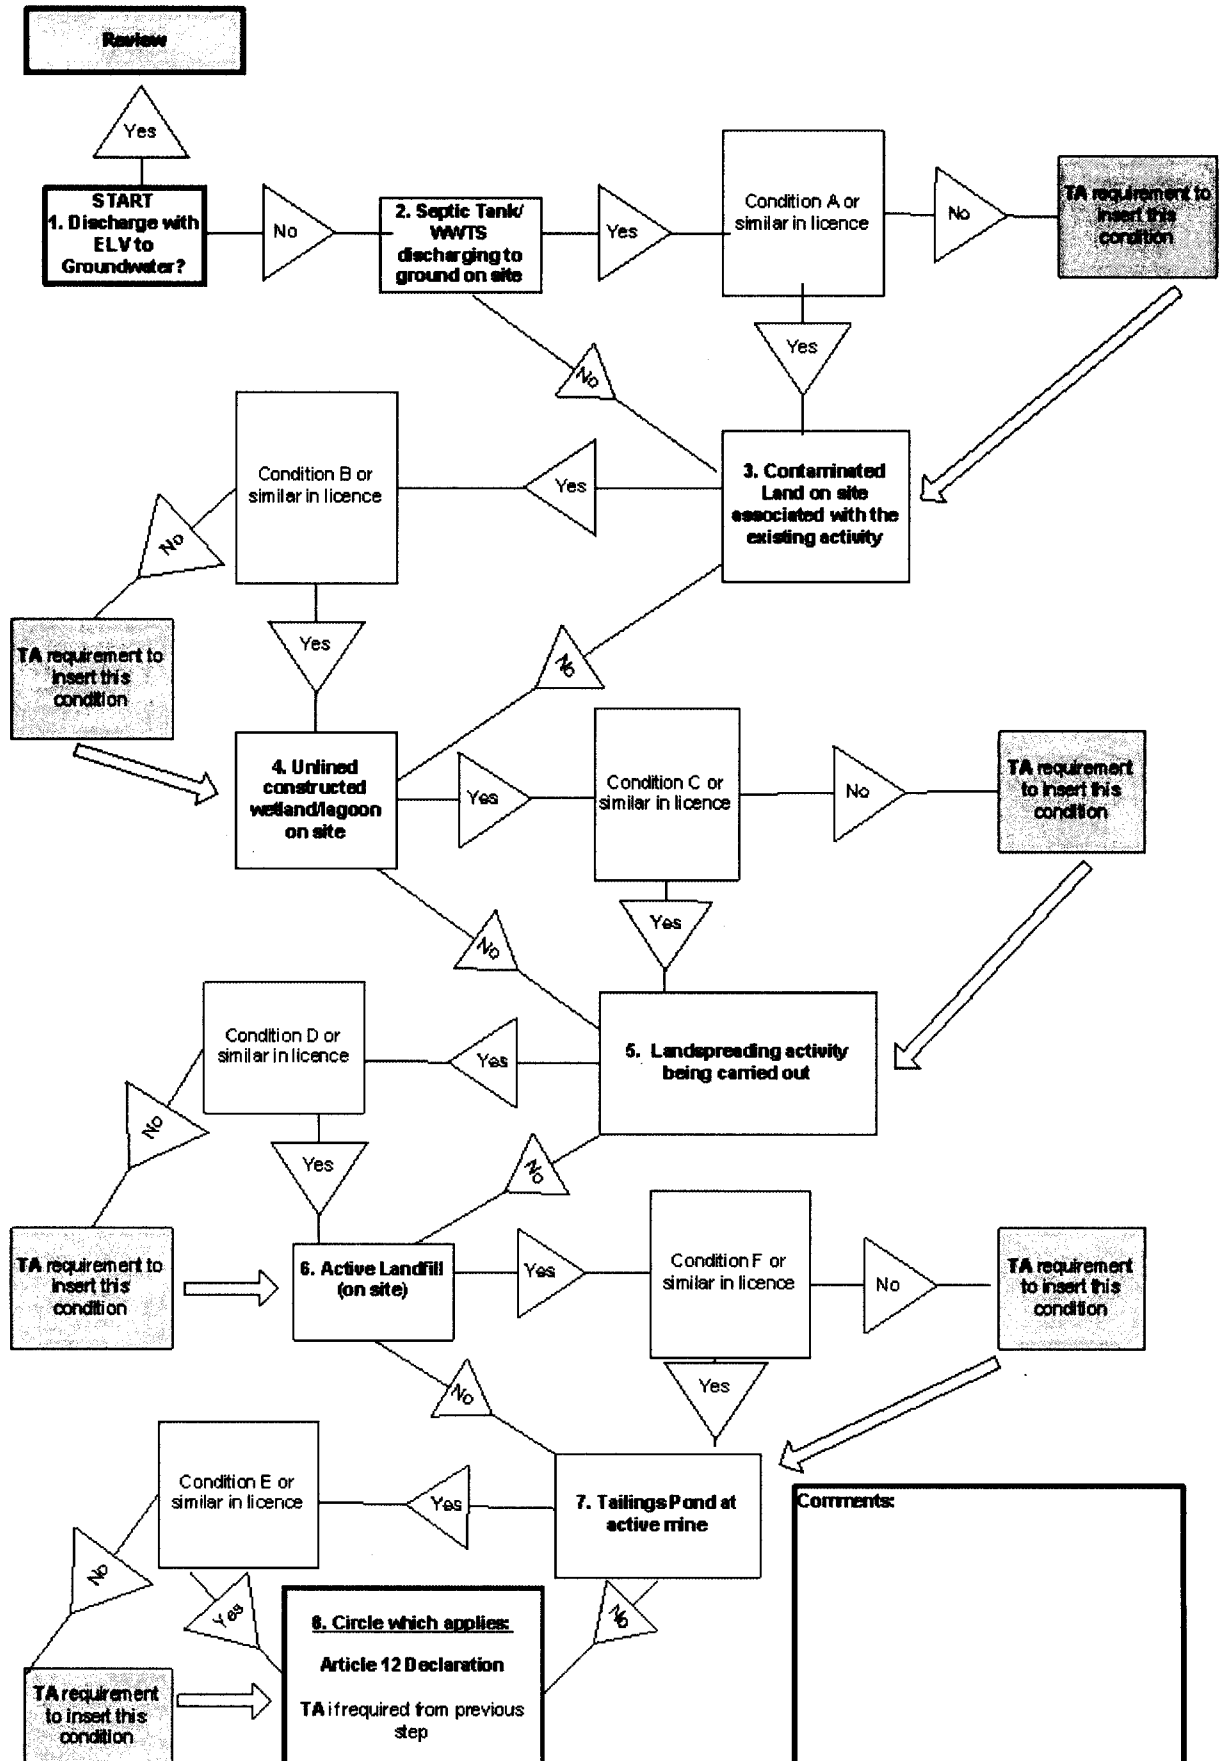 Review
Yes
START
1. Discharge with
ELV to
Groundwater?
No
2. Septic Tank/
WWTS
discharging to
ground on site
Yes
Condition A or
similar in licence
No
TA requirement to
insert this
condition
Yes
No
3. Contaminated
Land on site
associated with the
existing activity
Yes
Condition B or
similar in licence
No
TA requirement to
insert this
condition
Yes
No
4. Unlined
constructed
wetland/lagoon
on site
Yes
Condition C or
similar in licence
No
TA requirement
to insert this
condition
Yes
No
5. Landspreading activity
being carried out
Yes
Condition D or
similar in licence
No
TA requirement to
insert this
condition
Yes
No
6. Active Landfill
(on site)
Yes
Condition F or
similar in licence
No
TA requirement
to insert this
condition
Yes
No
7. Tailings Pond at
active mine
Yes
Condition E or
similar in licence
No
TA requirement
to insert this
condition
Yes
No
8. Circle which applies:
Article 12 Declaration
TA if required from previous
step
Comments: